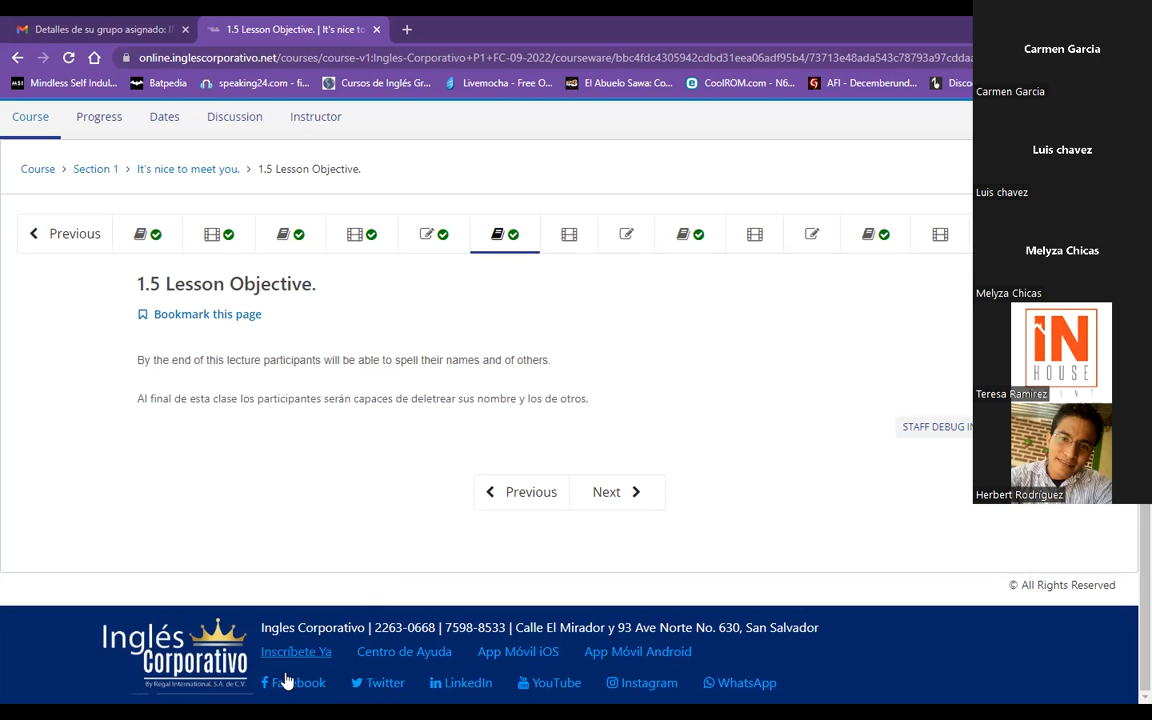 Detalles de su grupo asignado: I
1.5 Lesson Objective. | It's nice to
online.inglescorporativo.net/courses/course-v1:Ingles-Corporativo+P1+FC-09-2022/courseware/bbc4fdc4305942cdbd31eea06adf95b4/73713e48ada543c78793a97cddaa
Mindless Self Indul...
Batpedia
speaking24.com - fi...
Cursos de Inglés Gr...
Livemocha - Free O...
El Abuelo Sawa: Co...
CoolROM.com - N6...
AFI - Decemberund...
Disco
Course
Progress
Dates
Discussion
Instructor
Course > Section 1 > It's nice to meet you. > 1.5 Lesson Objective.
Previous
1.5 Lesson Objective.
Bookmark this page
By the end of this lecture participants will be able to spell their names and of others.
Al final de esta clase los participantes serán capaces de deletrear sus nombre y los de otros.
STAFF DEBUG IN
Previous
Next
© All Rights Reserved
Inglés Corporativo
By Regal International, S.A. de C.V.
Ingles Corporativo | 2263-0668 | 7598-8533 | Calle El Mirador y 93 Ave Norte No. 630, San Salvador
Inscríbete Ya
Centro de Ayuda
App Móvil iOS
App Móvil Android
Facebook
Twitter
LinkedIn
YouTube
Instagram
WhatsApp
Carmen Garcia
Carmen Garcia
Luis chavez
Luis chavez
Melyza Chicas
Melyza Chicas
iN
HOUSE
Teresa Ramirez
Herbert Rodríguez